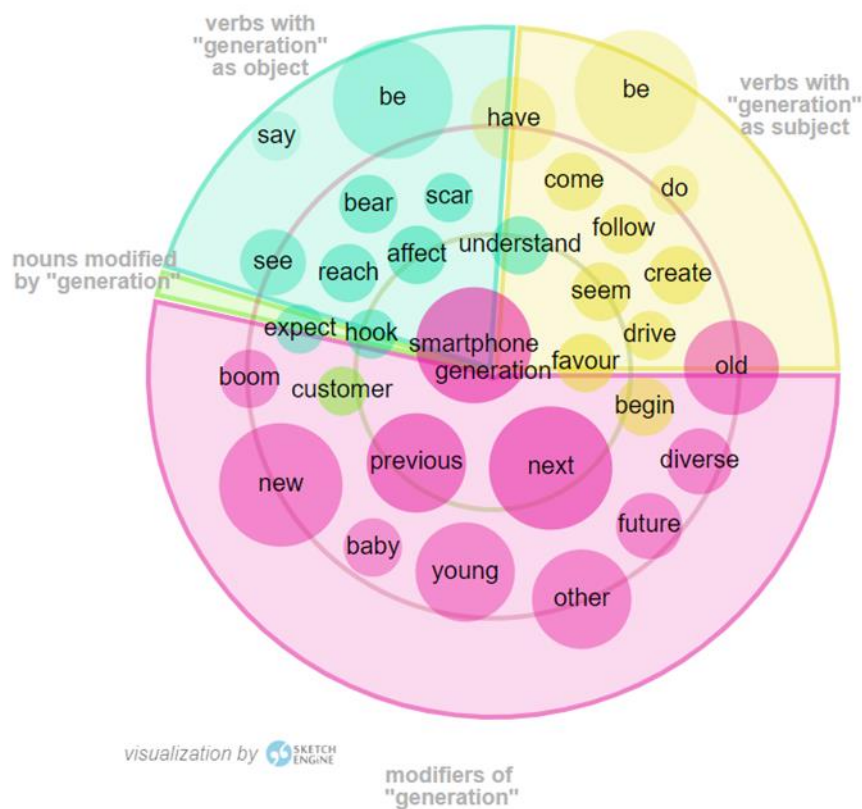 verbs with
"generation"
as object
verbs with
"generation"
as subject
be
be
have
say
come
do
bear
scar
follow
understand
nouns modified
by "generation"
see
affect
reach
create
seem
expect
hook
smartphone
drive
generation
favour
old
boom
customer
begin
previous
next
diverse
new
future
baby
young
other
visualization by SKETCH
ENGINE
modifiers of
"generation"